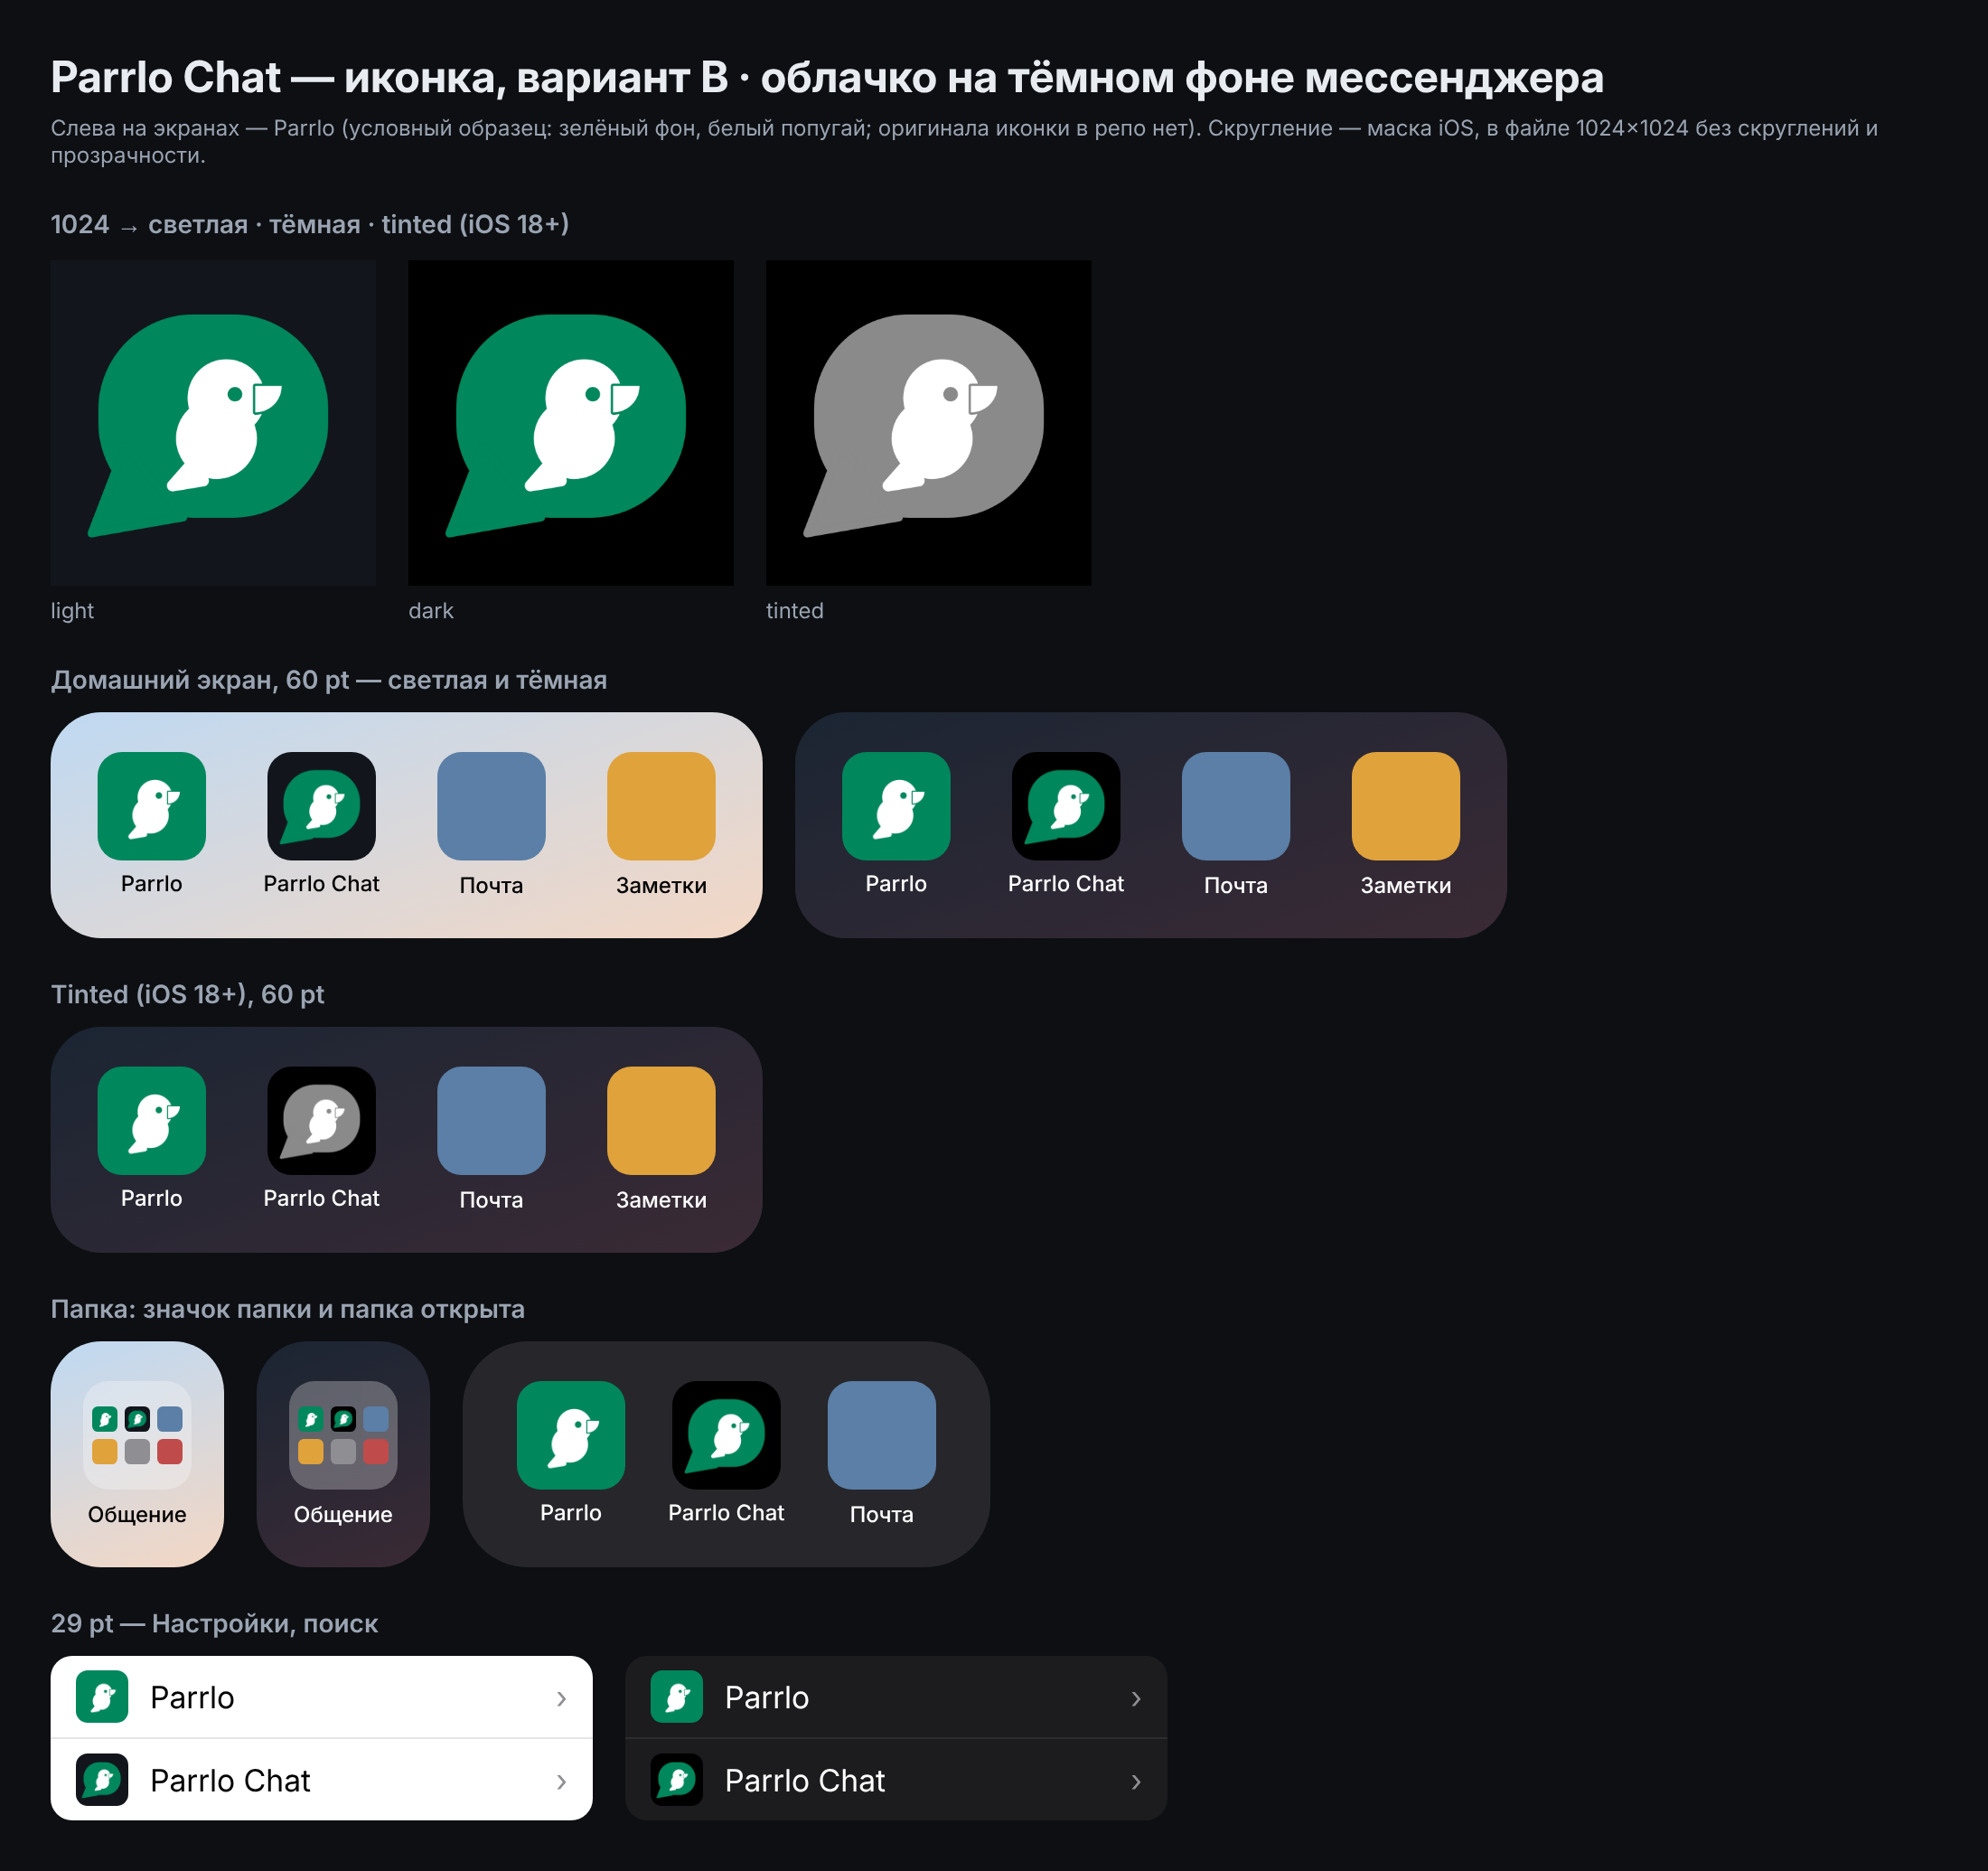 Parrlo Chat — иконка, вариант B · облачко на тёмном фоне мессенджера
Слева на экранах — Parrlo (условный образец: зелёный фон, белый попугай; оригинала иконки в репо нет). Скругление — маска iOS, в файле 1024×1024 без скруглений и
прозрачности.
1024 → светлая · тёмная · tinted (iOS 18+)
light
dark
tinted
Домашний экран, 60 pt — светлая и тёмная
Parrlo
Parrlo Chat
Почта
Заметки
Parrlo
Parrlo Chat
Почта
Заметки
Tinted (iOS 18+), 60 pt
Parrlo
Parrlo Chat
Почта
Заметки
Папка: значок папки и папка открыта
Общение
Общение
Parrlo
Parrlo Chat
Почта
29 pt — Настройки, поиск
Parrlo ›
Parrlo Chat ›
Parrlo ›
Parrlo Chat ›